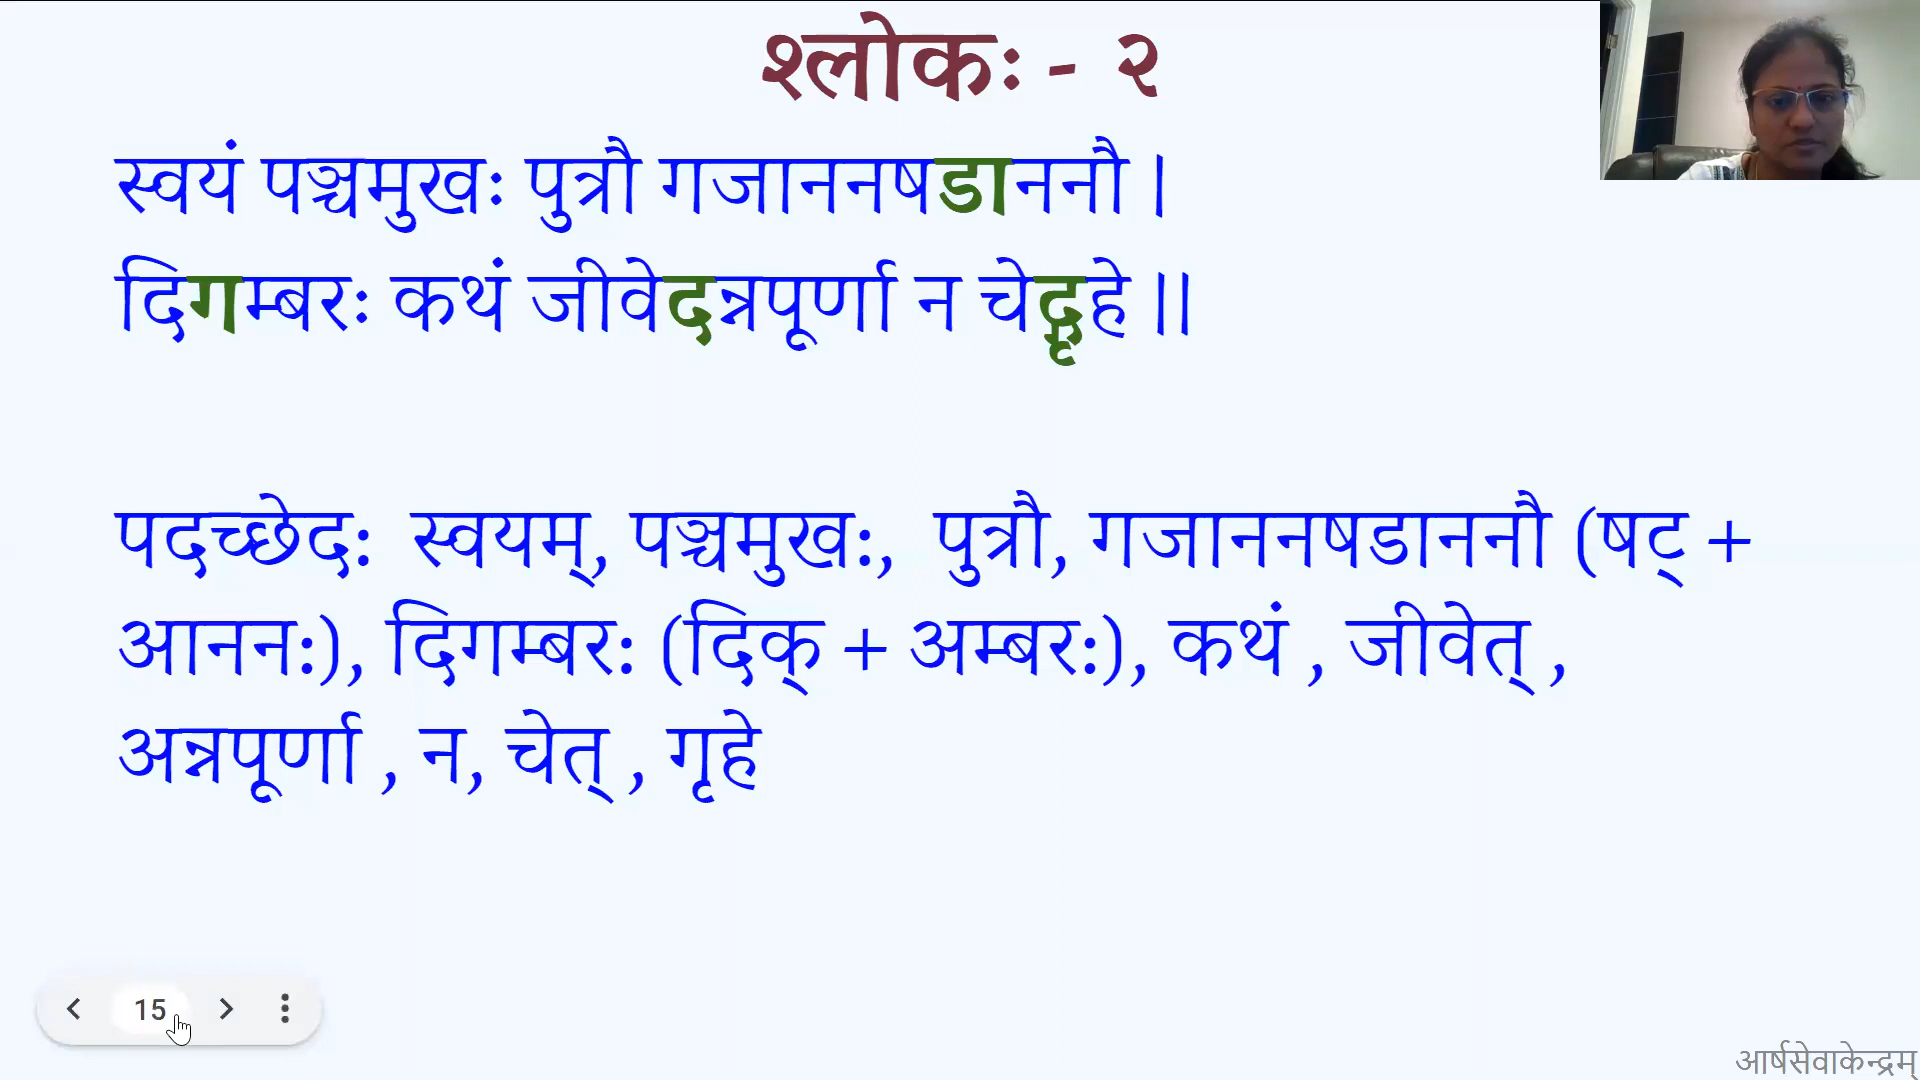 श्लोकः - २
स्वयं पञ्चमुखः पुत्रौ गजाननषडाननौ |
दिगम्बरः कथं जीवेदन्नपूर्णा न चेद्गृहे ||
पदच्छेदः स्वयम्, पञ्चमुखः, पुत्रौ, गजाननषडाननौ (षट् +
आननः), दिगम्बरः (दिक् + अम्बरः), कथं , जीवेत् ,
अन्नपूर्णा , न, चेत् , गृहे
15
आर्षसेवाकेन्द्रम्